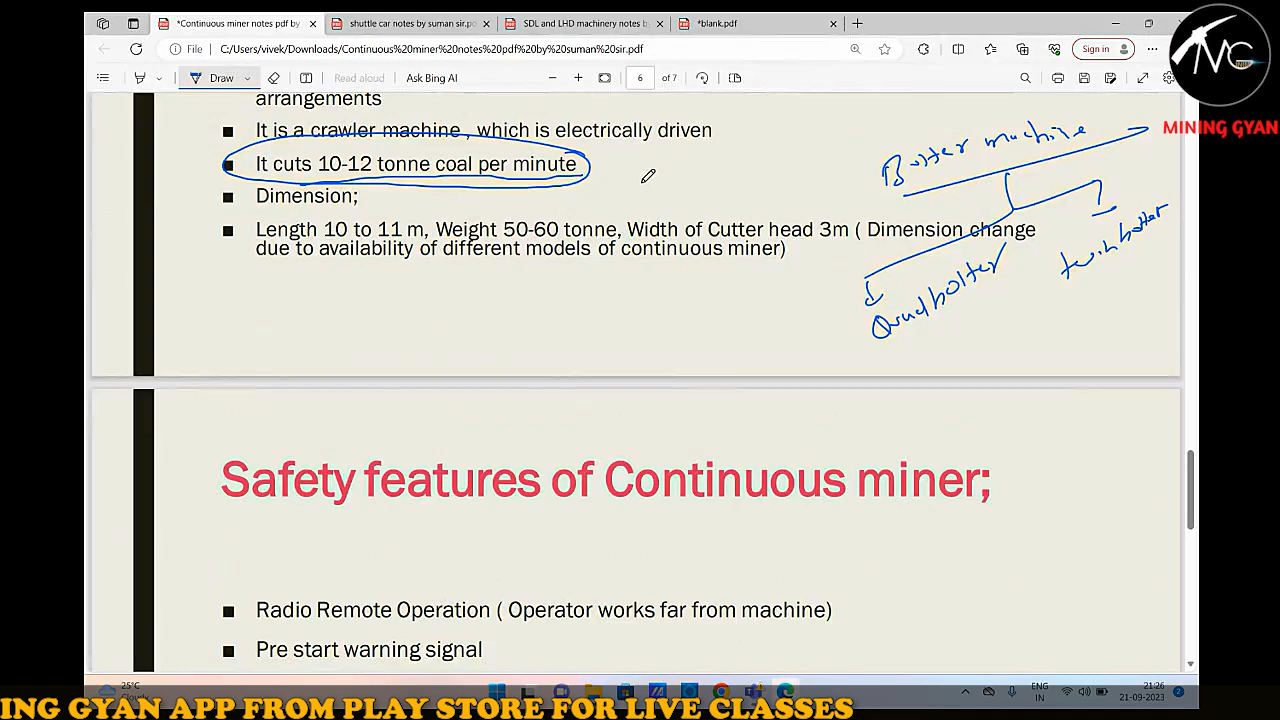 *Continuous miner notes pdf by
shuttle car notes by suman sir.po
SDL and LHD machinery notes b
*blank.pdf
File
C:/Users/vivek/Downloads/Continuous%20miner%20notes%20pdf%20by%20suman%20sir.pdf
Sign in
Draw
Read aloud
Ask Bing AI
6
of 7
MG
MINING GYAN
arrangements
It is a crawler machine , which is electrically driven
It cuts 10-12 tonne coal per minute
Dimension;
Length 10 to 11 m, Weight 50-60 tonne, Width of Cutter head 3m ( Dimension change
due to availability of different models of continuous miner)
Bolter machine
Quadbolter
twinbolter
Safety features of Continuous miner;
Radio Remote Operation ( Operator works far from machine)
Pre start warning signal
25°C
Cloudy
ENG
IN
21:26
21-09-2023
2
ING GYAN APP FROM PLAY STORE FOR LIVE CLASSES